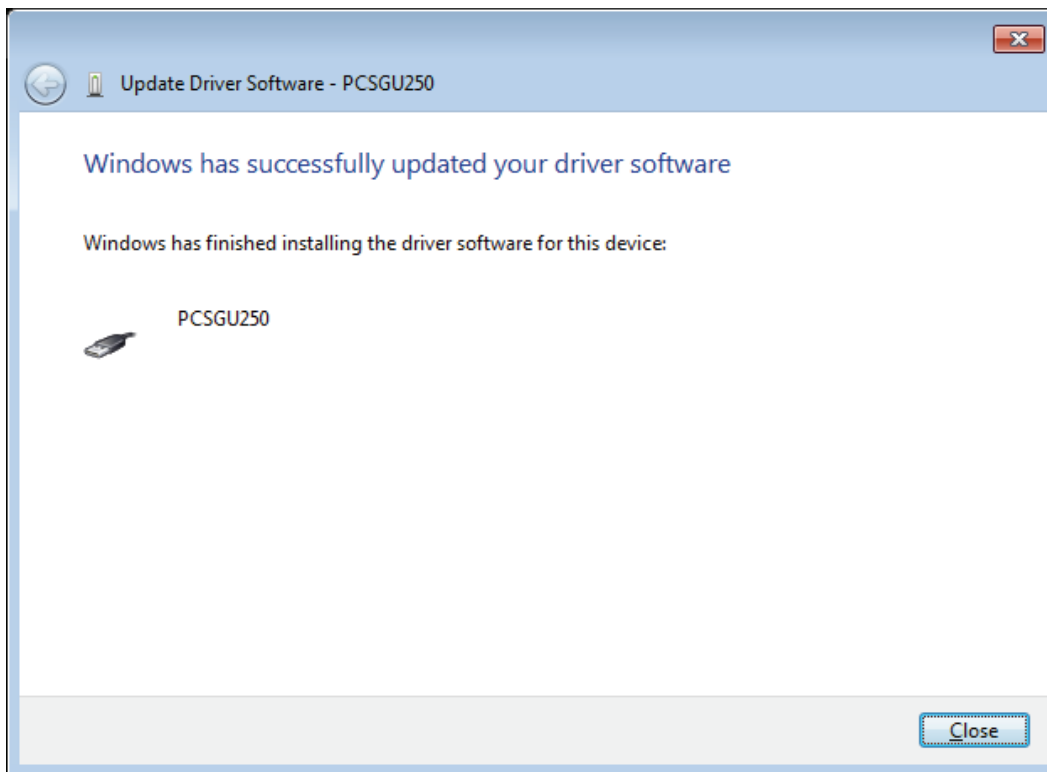 Update Driver Software - PCSGU250
Windows has successfully updated your driver software
Windows has finished installing the driver software for this device:
PCSGU250
Close